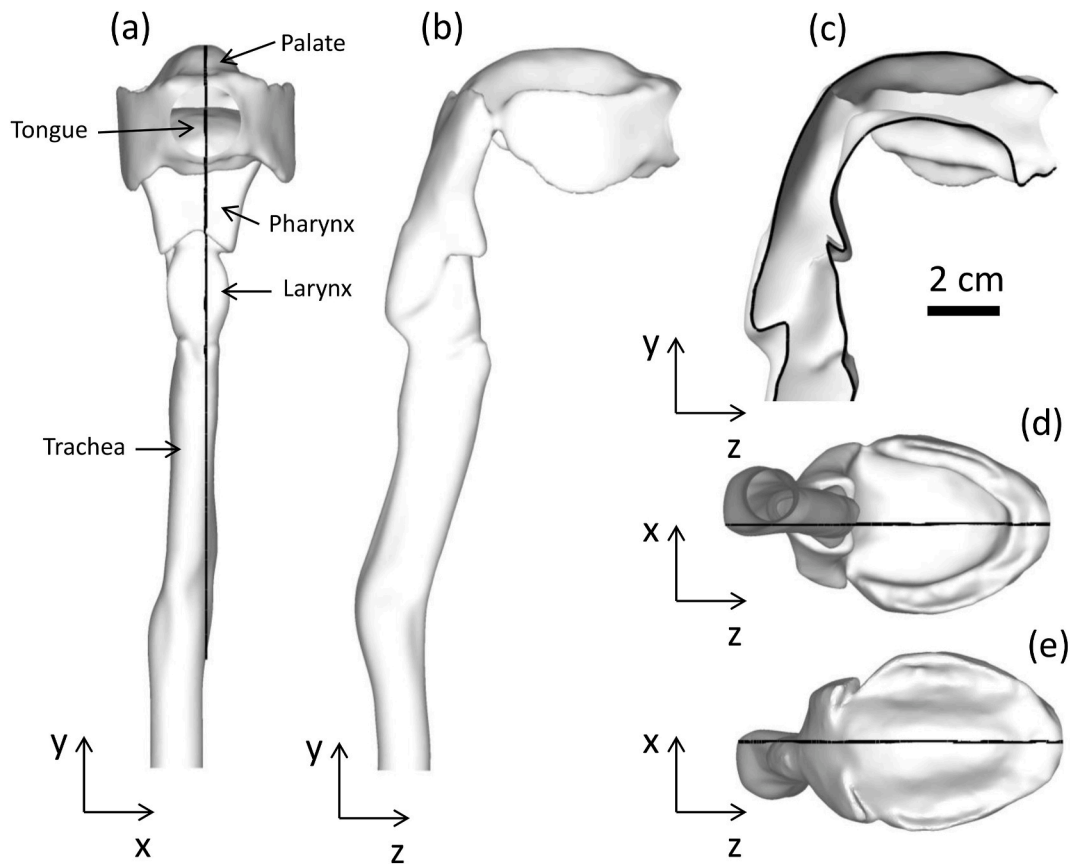 (a)
Palate
Tongue
Pharynx
Larynx
Trachea
y
x
(b)
y
z
(c)
2 cm
y
z
(d)
x
z
(e)
x
z